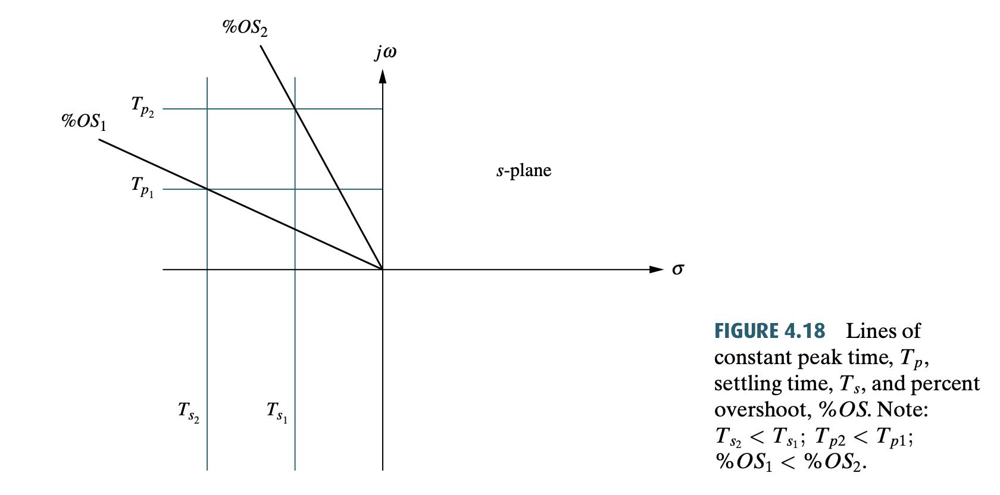 %OS₂
jω
Tₚ₂
%OS₁
s-plane
Tₚ₁
σ
FIGURE 4.18 Lines of
constant peak time, Tₚ,
settling time, Tₛ, and percent
overshoot, %OS. Note:
Tₛ₂ < Tₛ₁; Tₚ₂ < Tₚ₁;
%OS₁ < %OS₂.
Tₛ₂
Tₛ₁